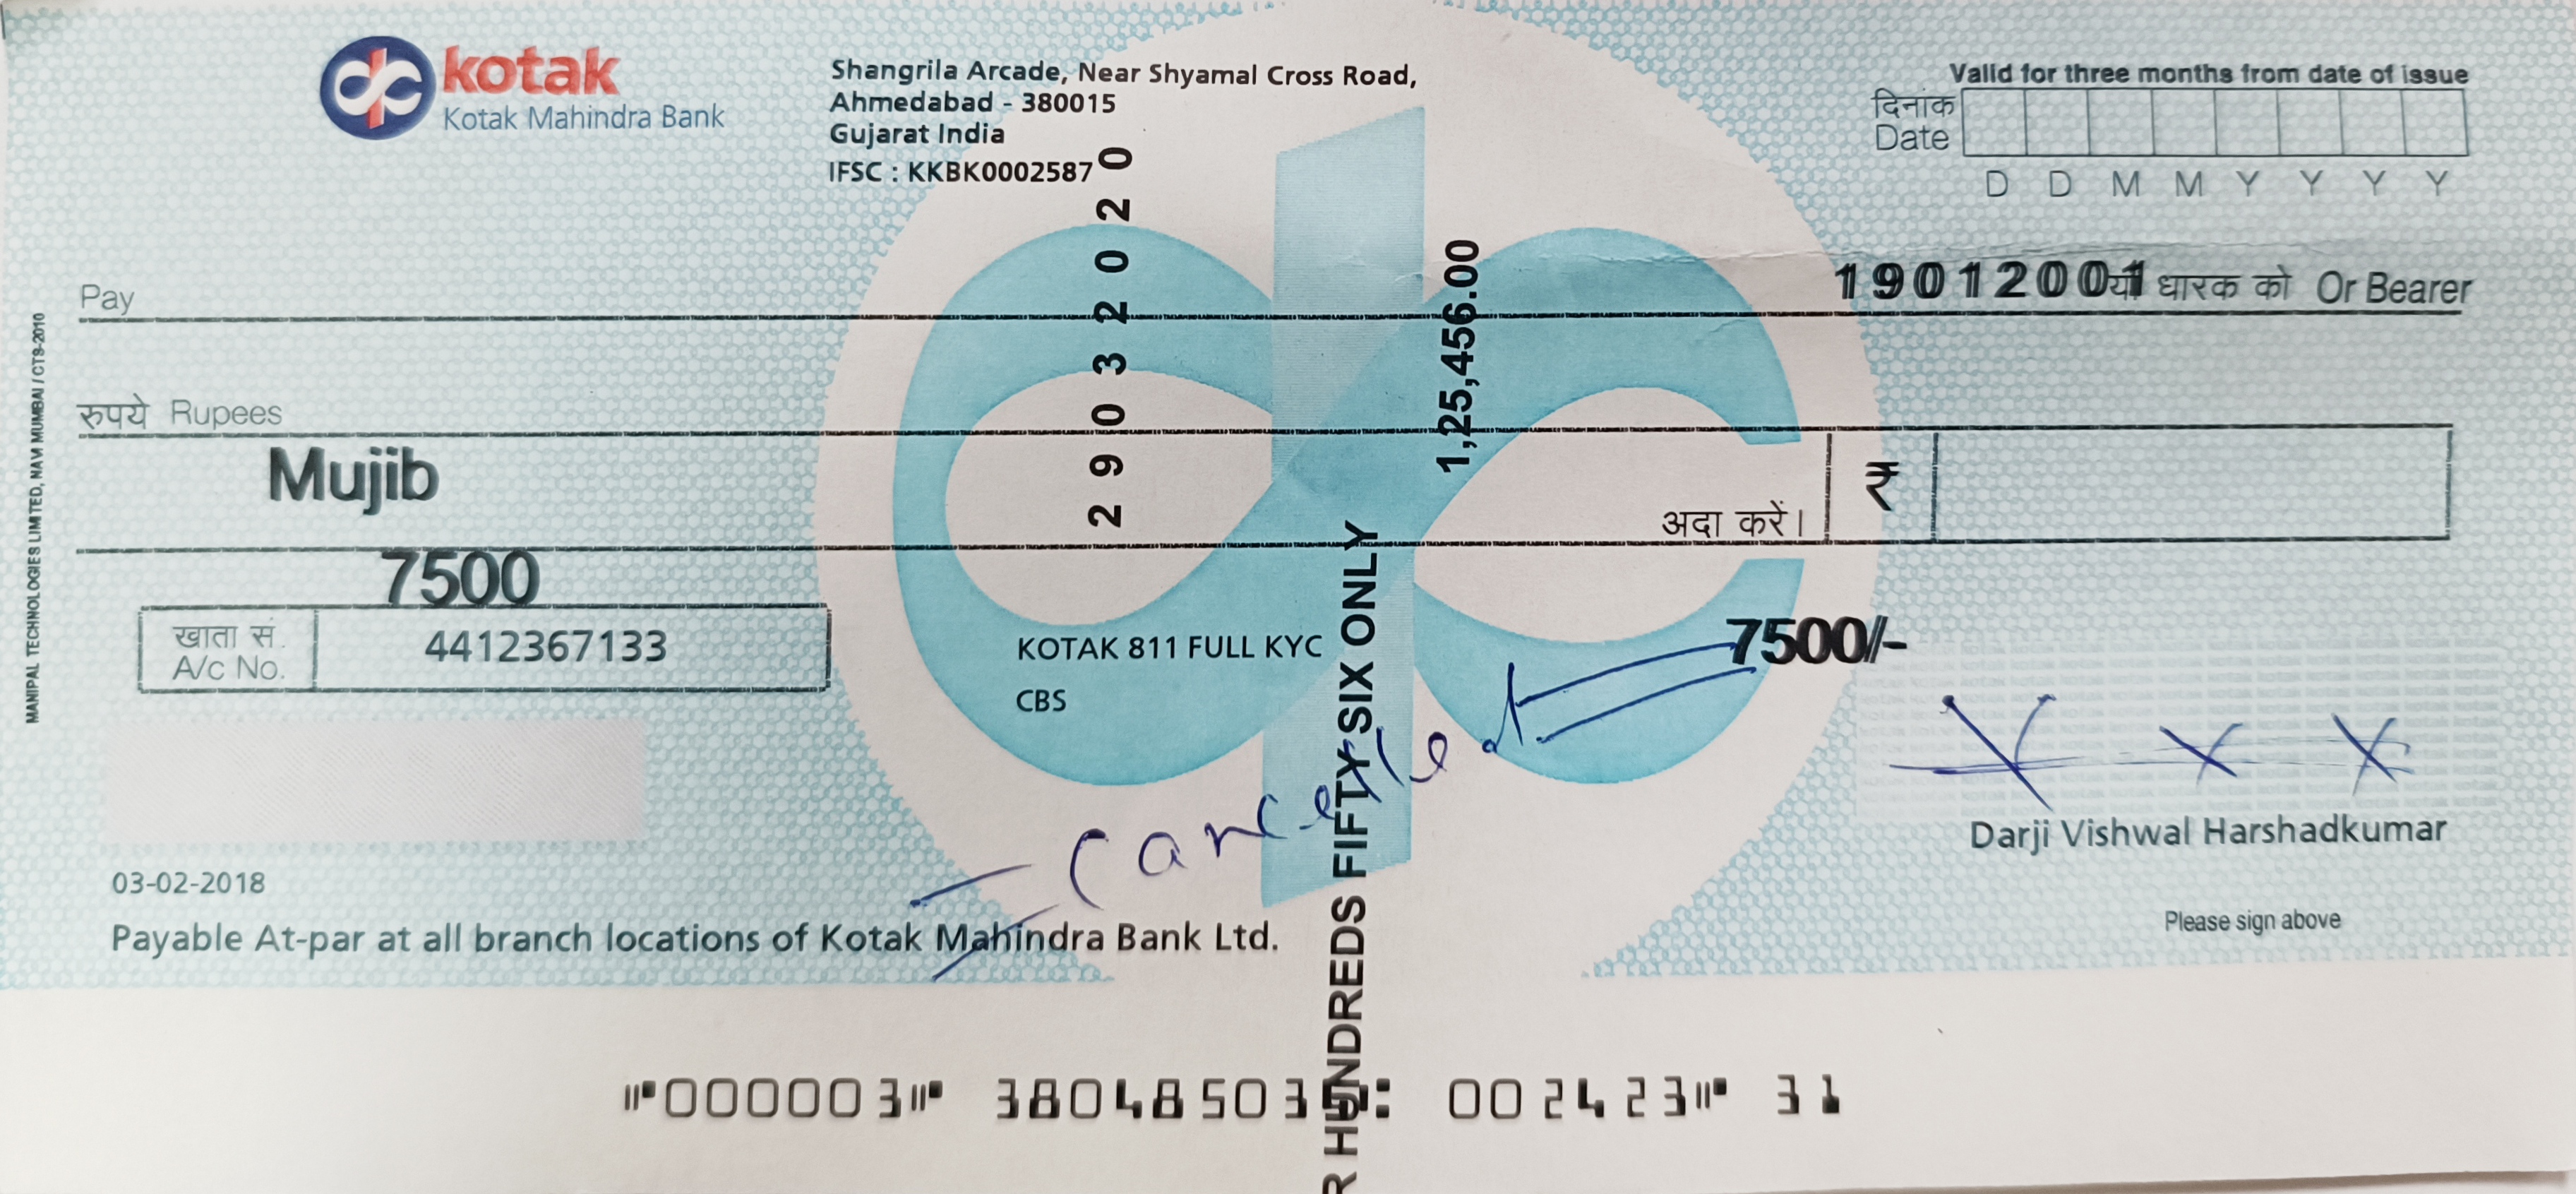 kotak
Kotak Mahindra Bank
Shangrila Arcade, Near Shyamal Cross Road,
Ahmedabad - 380015
Gujarat India
IFSC : KKBK0002587
Valid for three months from date of issue
दिनांक
Date
D D M M Y Y Y Y
29032020
1,25,456.00
Pay
19012001
या धारक को Or Bearer
रुपये Rupees
Mujib
अदा करें।
₹
7500
खाता सं.
A/c No.
4412367133
KOTAK 811 FULL KYC
CBS
7500/-
R HUNDREDS FIFTY SIX ONLY
Cancelled
Darji Vishwal Harshadkumar
Please sign above
03-02-2018
Payable At-par at all branch locations of Kotak Mahindra Bank Ltd.
MANIPAL TECHNOLOGIES LIMITED, NAVI MUMBAI / CTS-2010
⑈000003⑈ 380485035⑆ 002423⑈ 31